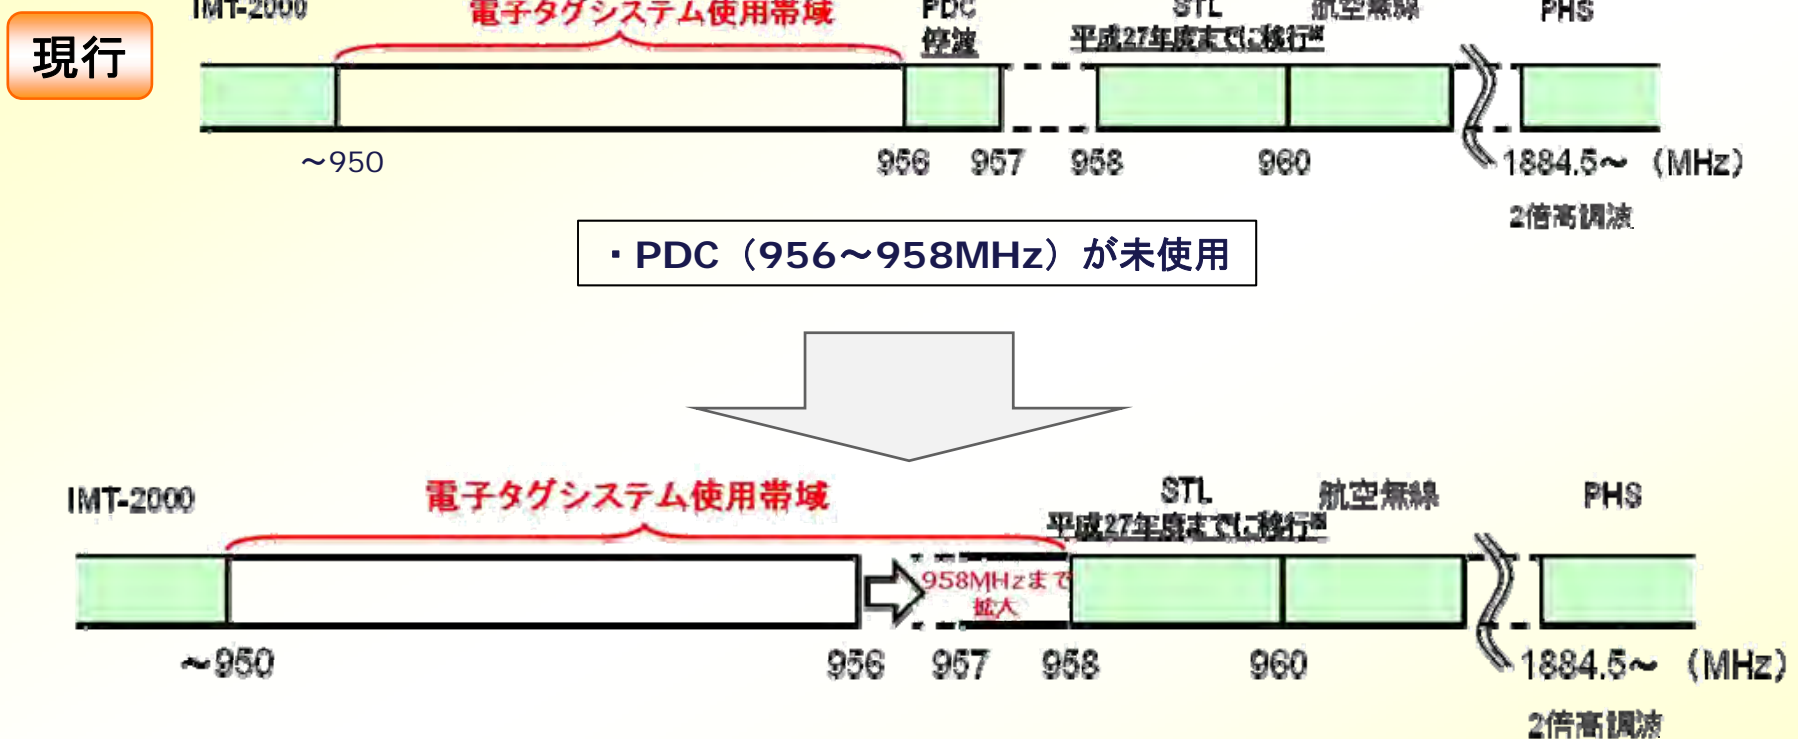 現行
IMT-2000 電子タグシステム使用帯域 PDC STL 航空無線 PHS
停波 平成27年度までに移行※
～950 956 957 958 960 1884.5～ (MHz)
2倍高調波
・PDC（956～958MHz）が未使用
IMT-2000 電子タグシステム使用帯域 STL 航空無線 PHS
平成27年度までに移行※
958MHzまで
拡大
～950 956 957 958 960 1884.5～ (MHz)
2倍高調波